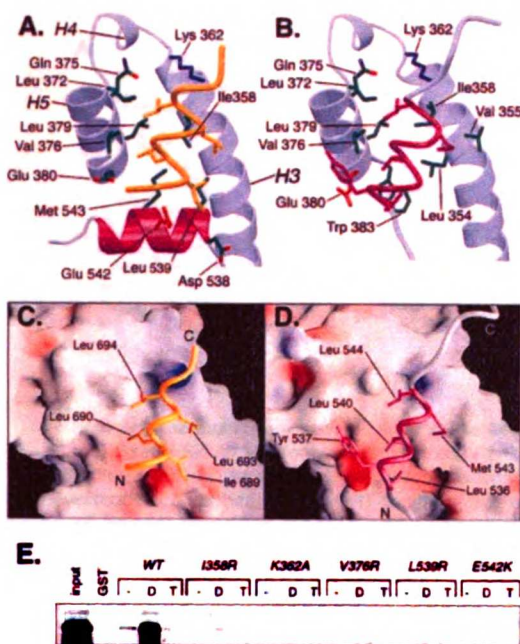 A.
H4
Lys 362
Gln 375
Leu 372
H5
Ile358
Leu 379
Val 376
Glu 380
H3
Met 543
Glu 542
Leu 539
Asp 538
B.
Lys 362
Gln 375
Leu 372
Ile358
Val 355
Leu 379
Val 376
Glu 380
Leu 354
Trp 383
C.
C
Leu 694
Leu 690
Leu 693
N
Ile 689
D.
C
Leu 544
Leu 540
Tyr 537
Met 543
Leu 536
N
E
input GST WT I358R K362A V376R L539R E542K
- D T - D T - D T - D T - D T - D T